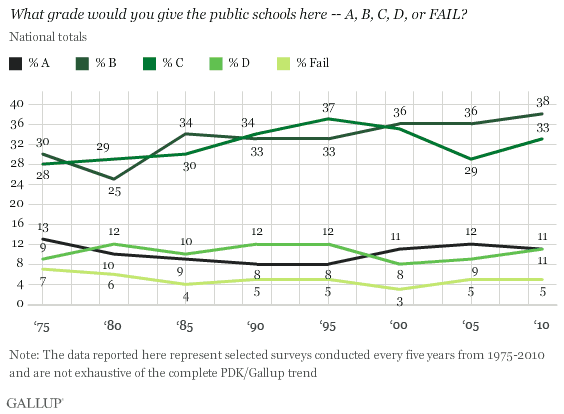 What grade would you give the public schools here -- A, B, C, D, or FAIL?
National totals
% A % B % C % D % Fail
40
36
32
28
24
20
16
12
8
4
0
30 25 34 33 33 36 36 38
28 29 30 34 37 29 33
13 10 9 8 8 11 12 11
9 12 10 12 12 8 9 11
7 6 4 5 5 3 5 5
‘75 ‘80 ‘85 ‘90 ‘95 ‘00 ‘05 ‘10
Note: The data reported here represent selected surveys conducted every five years from 1975-2010
and are not exhaustive of the complete PDK/Gallup trend
GALLUP®